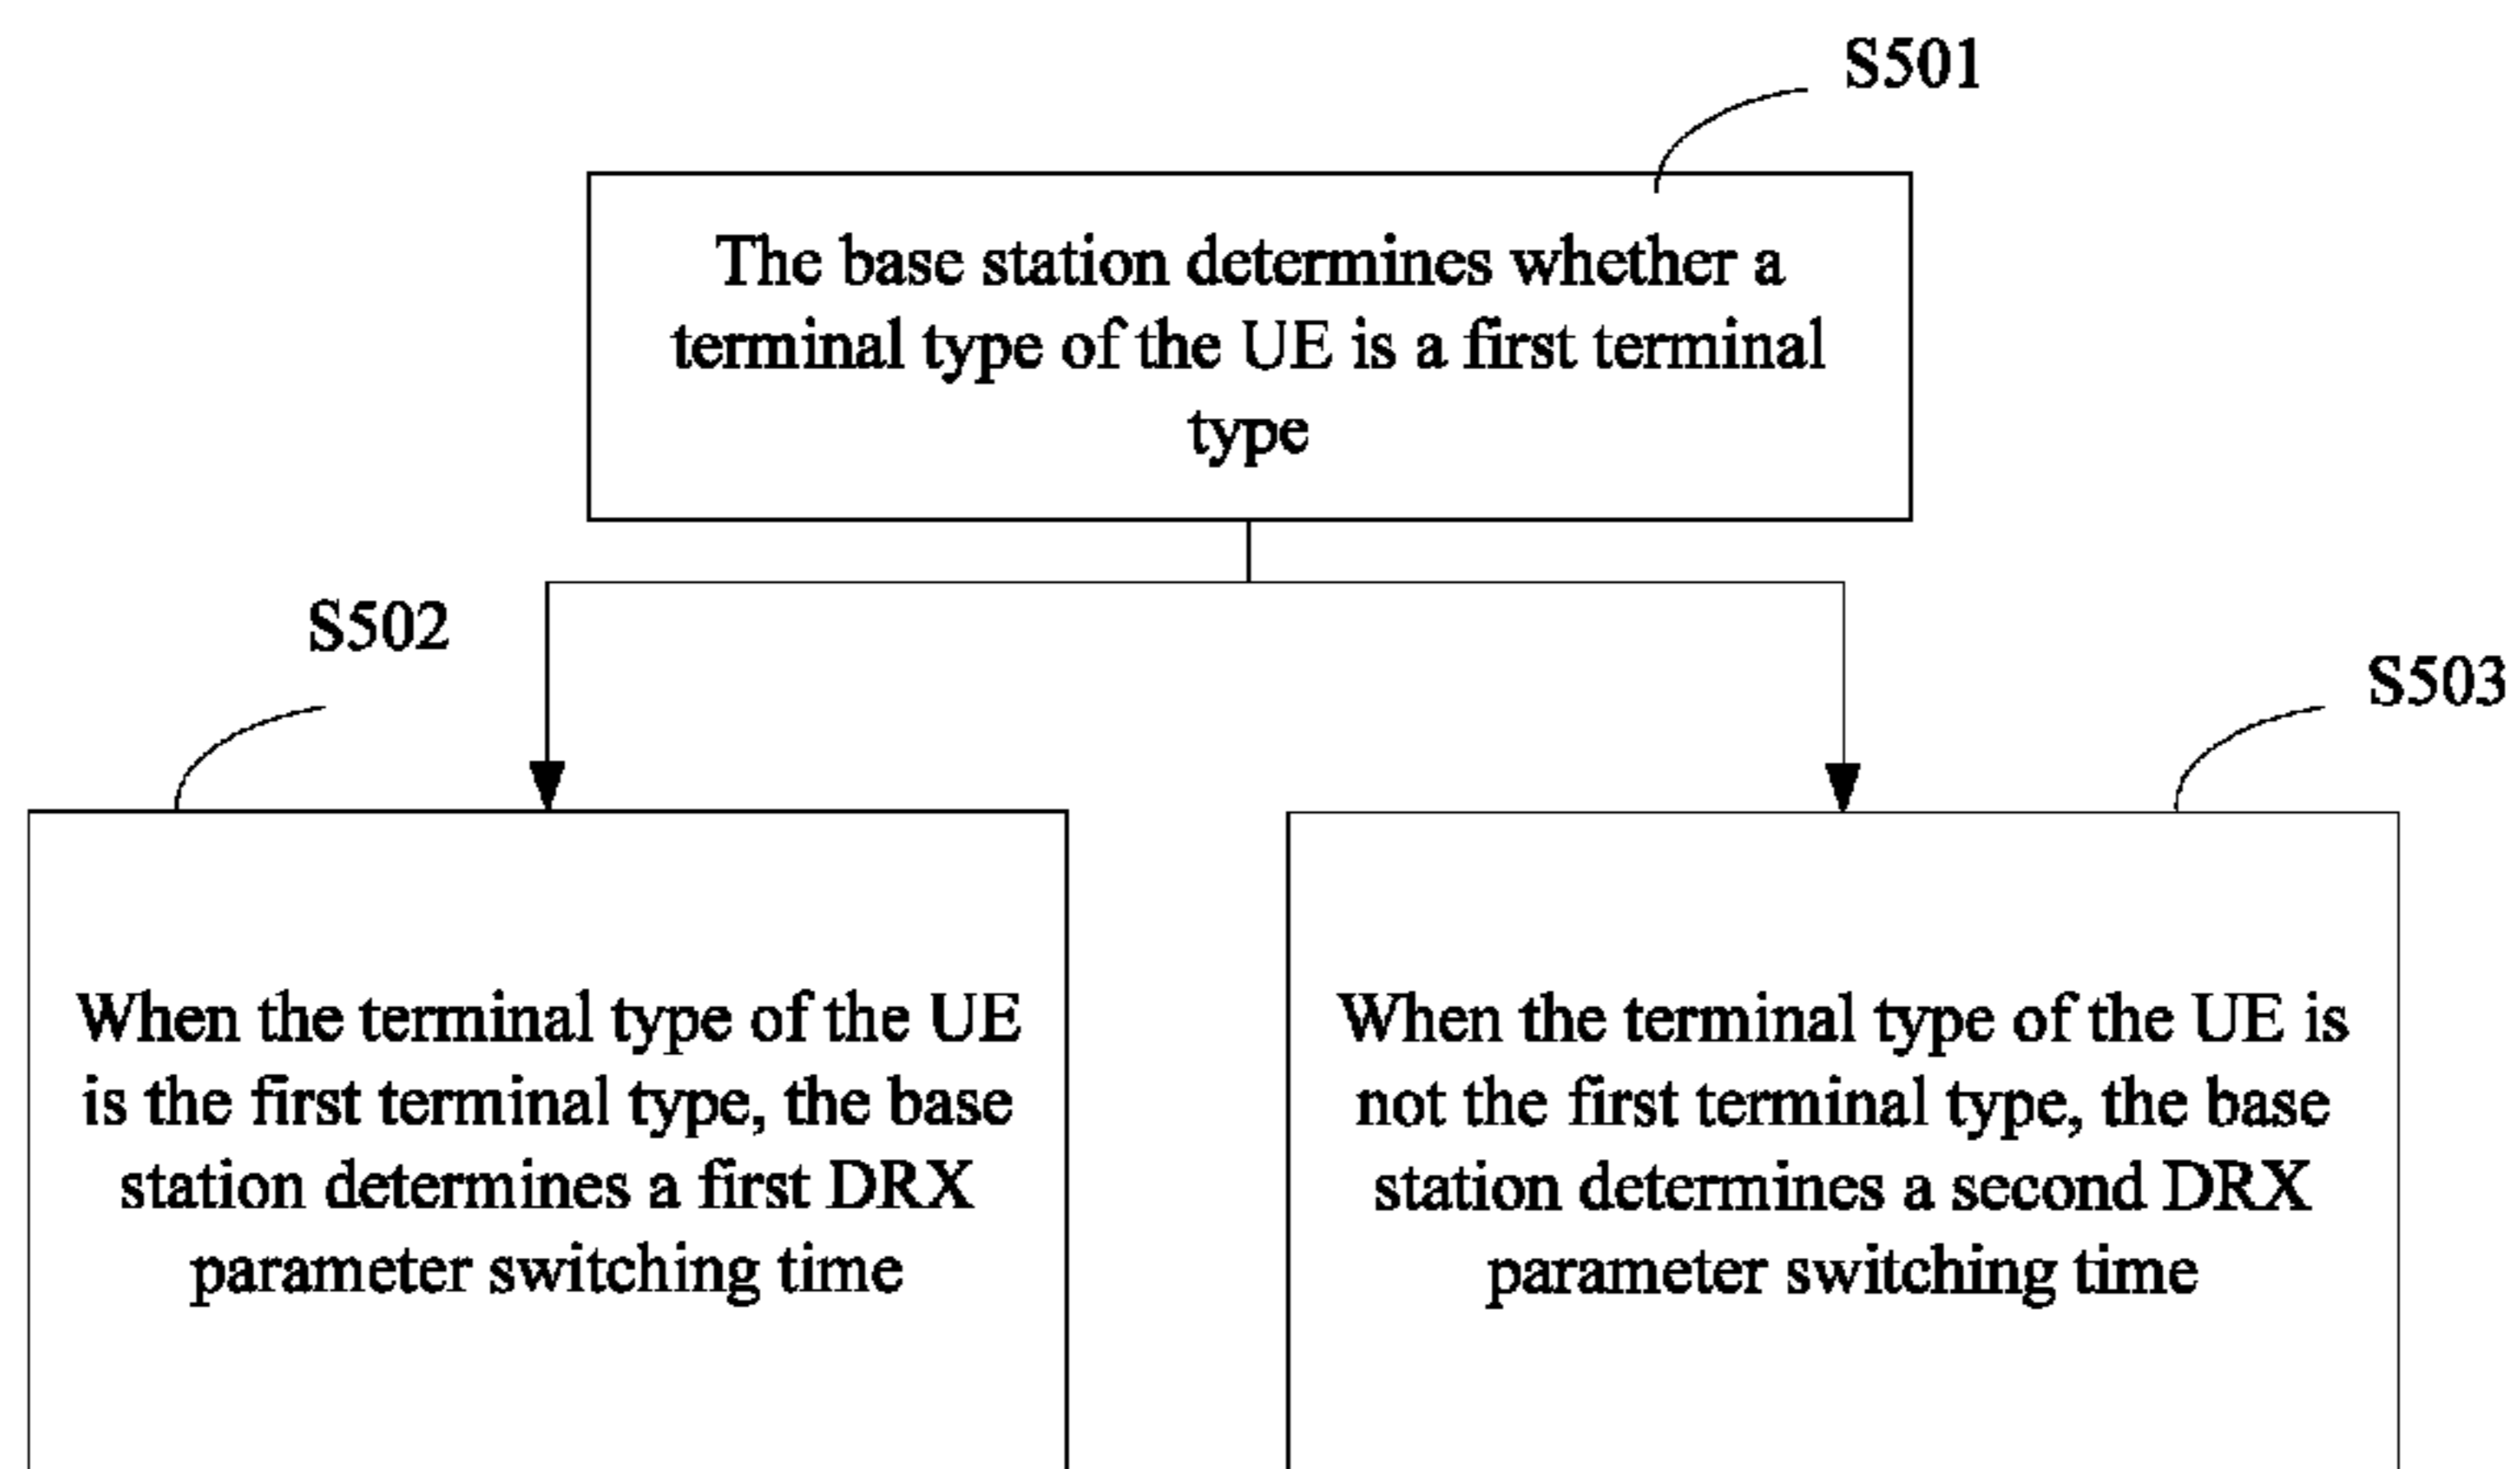 S501
The base station determines whether a
terminal type of the UE is a first terminal
type
S502
S503
When the terminal type of the UE
is the first terminal type, the base
station determines a first DRX
parameter switching time
When the terminal type of the UE is
not the first terminal type, the base
station determines a second DRX
parameter switching time